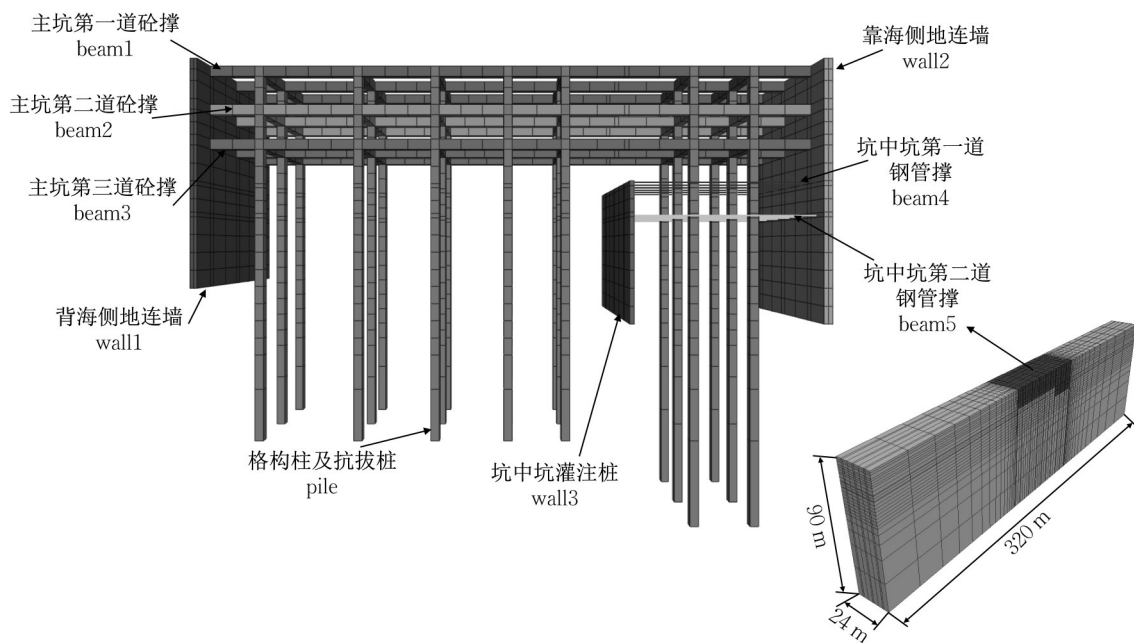 主坑第一道砼撑
beam1
主坑第二道砼撑
beam2
主坑第三道砼撑
beam3
背海侧地连墙
wall1
格构柱及抗拔桩
pile
坑中坑灌注桩
wall3
靠海侧地连墙
wall2
坑中坑第一道
钢管撑
beam4
坑中坑第二道
钢管撑
beam5
90 m
24 m
320 m